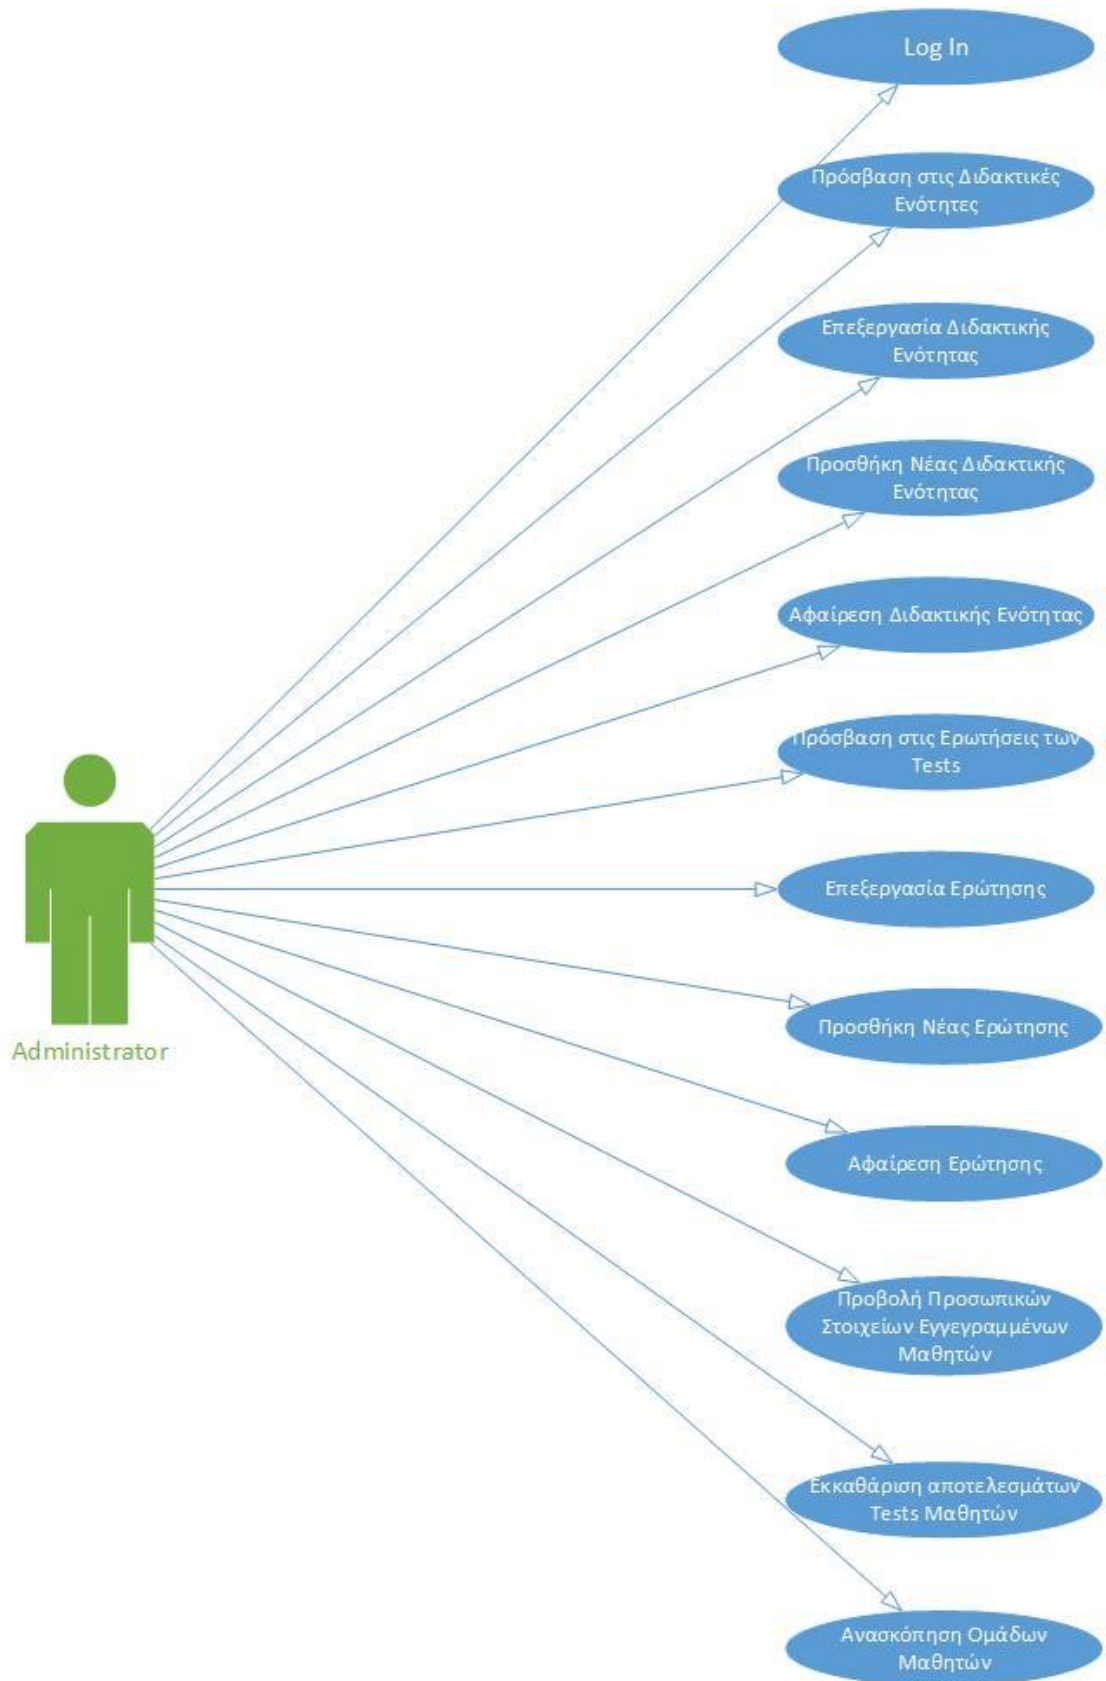 Log In
Πρόσβαση στις Διδακτικές
Ενότητες
Επεξεργασία Διδακτικής
Ενότητας
Προσθήκη Νέας Διδακτικής
Ενότητας
Αφαίρεση Διδακτικής Ενότητας
Πρόσβαση στις Ερωτήσεις των
Tests
Επεξεργασία Ερώτησης
Προσθήκη Νέας Ερώτησης
Administrator
Αφαίρεση Ερώτησης
Προβολή Προσωπικών
Στοιχείων Εγγεγραμμένων
Μαθητών
Εκκαθάριση αποτελεσμάτων
Tests Μαθητών
Ανασκόπηση Ομάδων
Μαθητών